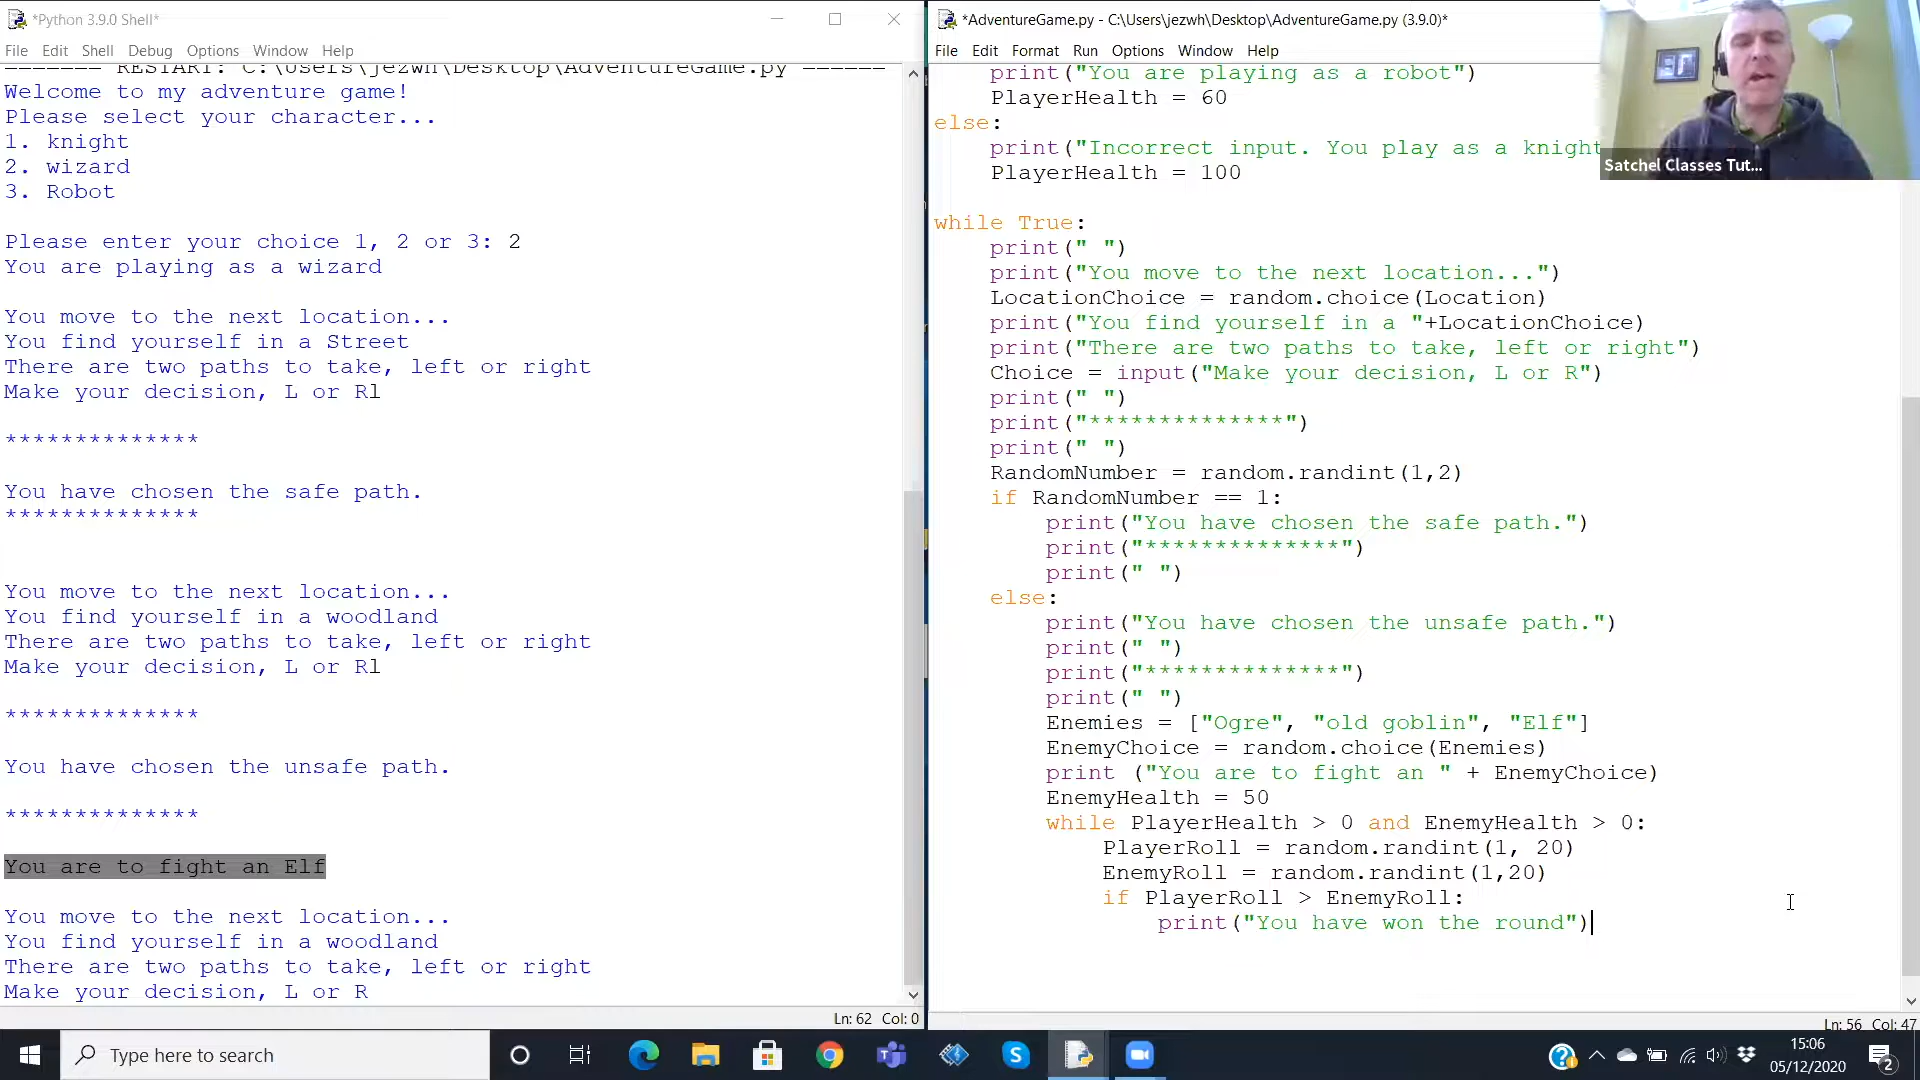 *Python 3.9.0 Shell*
File Edit Shell Debug Options Window Help
======= RESTART: C:\Users\jezwh\Desktop\AdventureGame.py ======
Welcome to my adventure game!
Please select your character...
1. knight
2. wizard
3. Robot
Please enter your choice 1, 2 or 3: 2
You are playing as a wizard
You move to the next location...
You find yourself in a Street
There are two paths to take, left or right
Make your decision, L or Rl
**************
You have chosen the safe path.
**************
You move to the next location...
You find yourself in a woodland
There are two paths to take, left or right
Make your decision, L or Rl
**************
You have chosen the unsafe path.
**************
You are to fight an Elf
You move to the next location...
You find yourself in a woodland
There are two paths to take, left or right
Make your decision, L or R
Ln: 62 Col: 0
*AdventureGame.py - C:\Users\jezwh\Desktop\AdventureGame.py (3.9.0)*
File Edit Format Run Options Window Help
print("You are playing as a robot")
PlayerHealth = 60
else:
print("Incorrect input. You play as a knight
PlayerHealth = 100
while True:
print(" ")
print("You move to the next location...")
LocationChoice = random.choice(Location)
print("You find yourself in a "+LocationChoice)
print("There are two paths to take, left or right")
Choice = input("Make your decision, L or R")
print(" ")
print("**************")
print(" ")
RandomNumber = random.randint(1,2)
if RandomNumber == 1:
print("You have chosen the safe path.")
print("**************")
print(" ")
else:
print("You have chosen the unsafe path.")
print(" ")
print("**************")
print(" ")
Enemies = ["Ogre", "old goblin", "Elf"]
EnemyChoice = random.choice(Enemies)
print ("You are to fight an " + EnemyChoice)
EnemyHealth = 50
while PlayerHealth > 0 and EnemyHealth > 0:
PlayerRoll = random.randint(1, 20)
EnemyRoll = random.randint(1,20)
if PlayerRoll > EnemyRoll:
print("You have won the round")
Ln: 56 Col: 47
Satchel Classes Tut...
Type here to search
15:06
05/12/2020
2